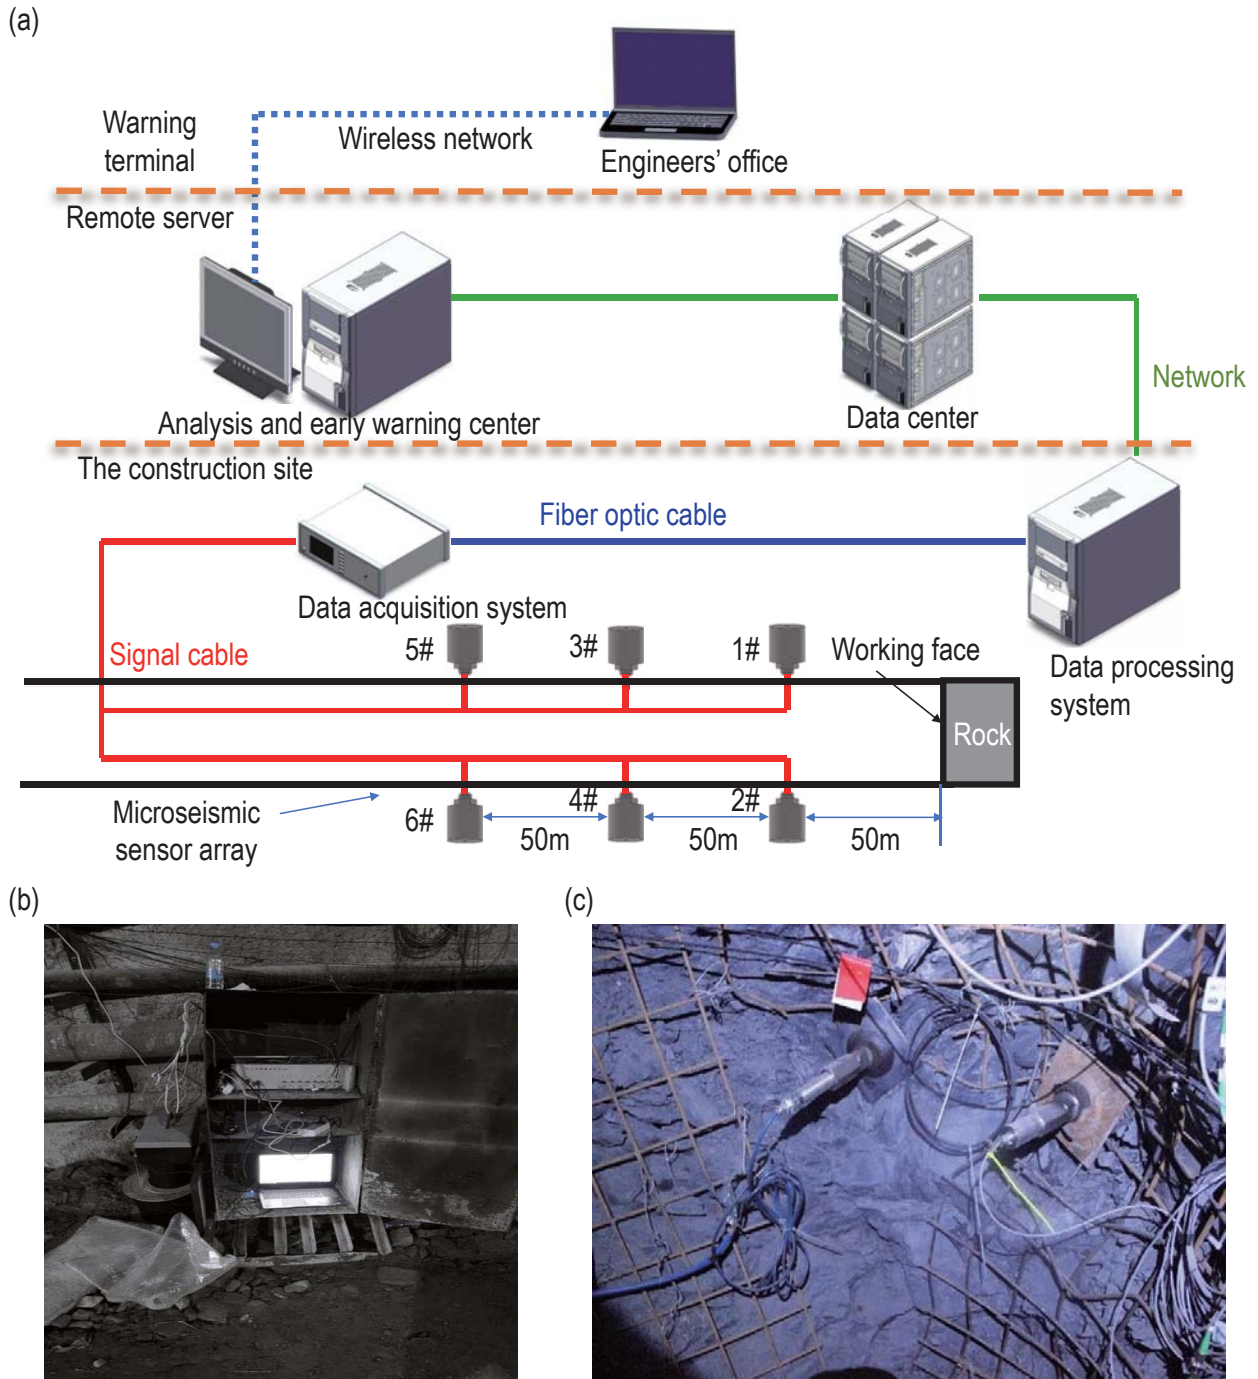 (a)
Warning
terminal
Wireless network
Engineers’ office
Remote server
Network
Analysis and early warning center
Data center
The construction site
Fiber optic cable
Data acquisition system
Signal cable
5#
3#
1#
Working face
Data processing
system
Rock
Microseismic
sensor array
6#
4#
2#
50m
50m
50m
(b)
(c)